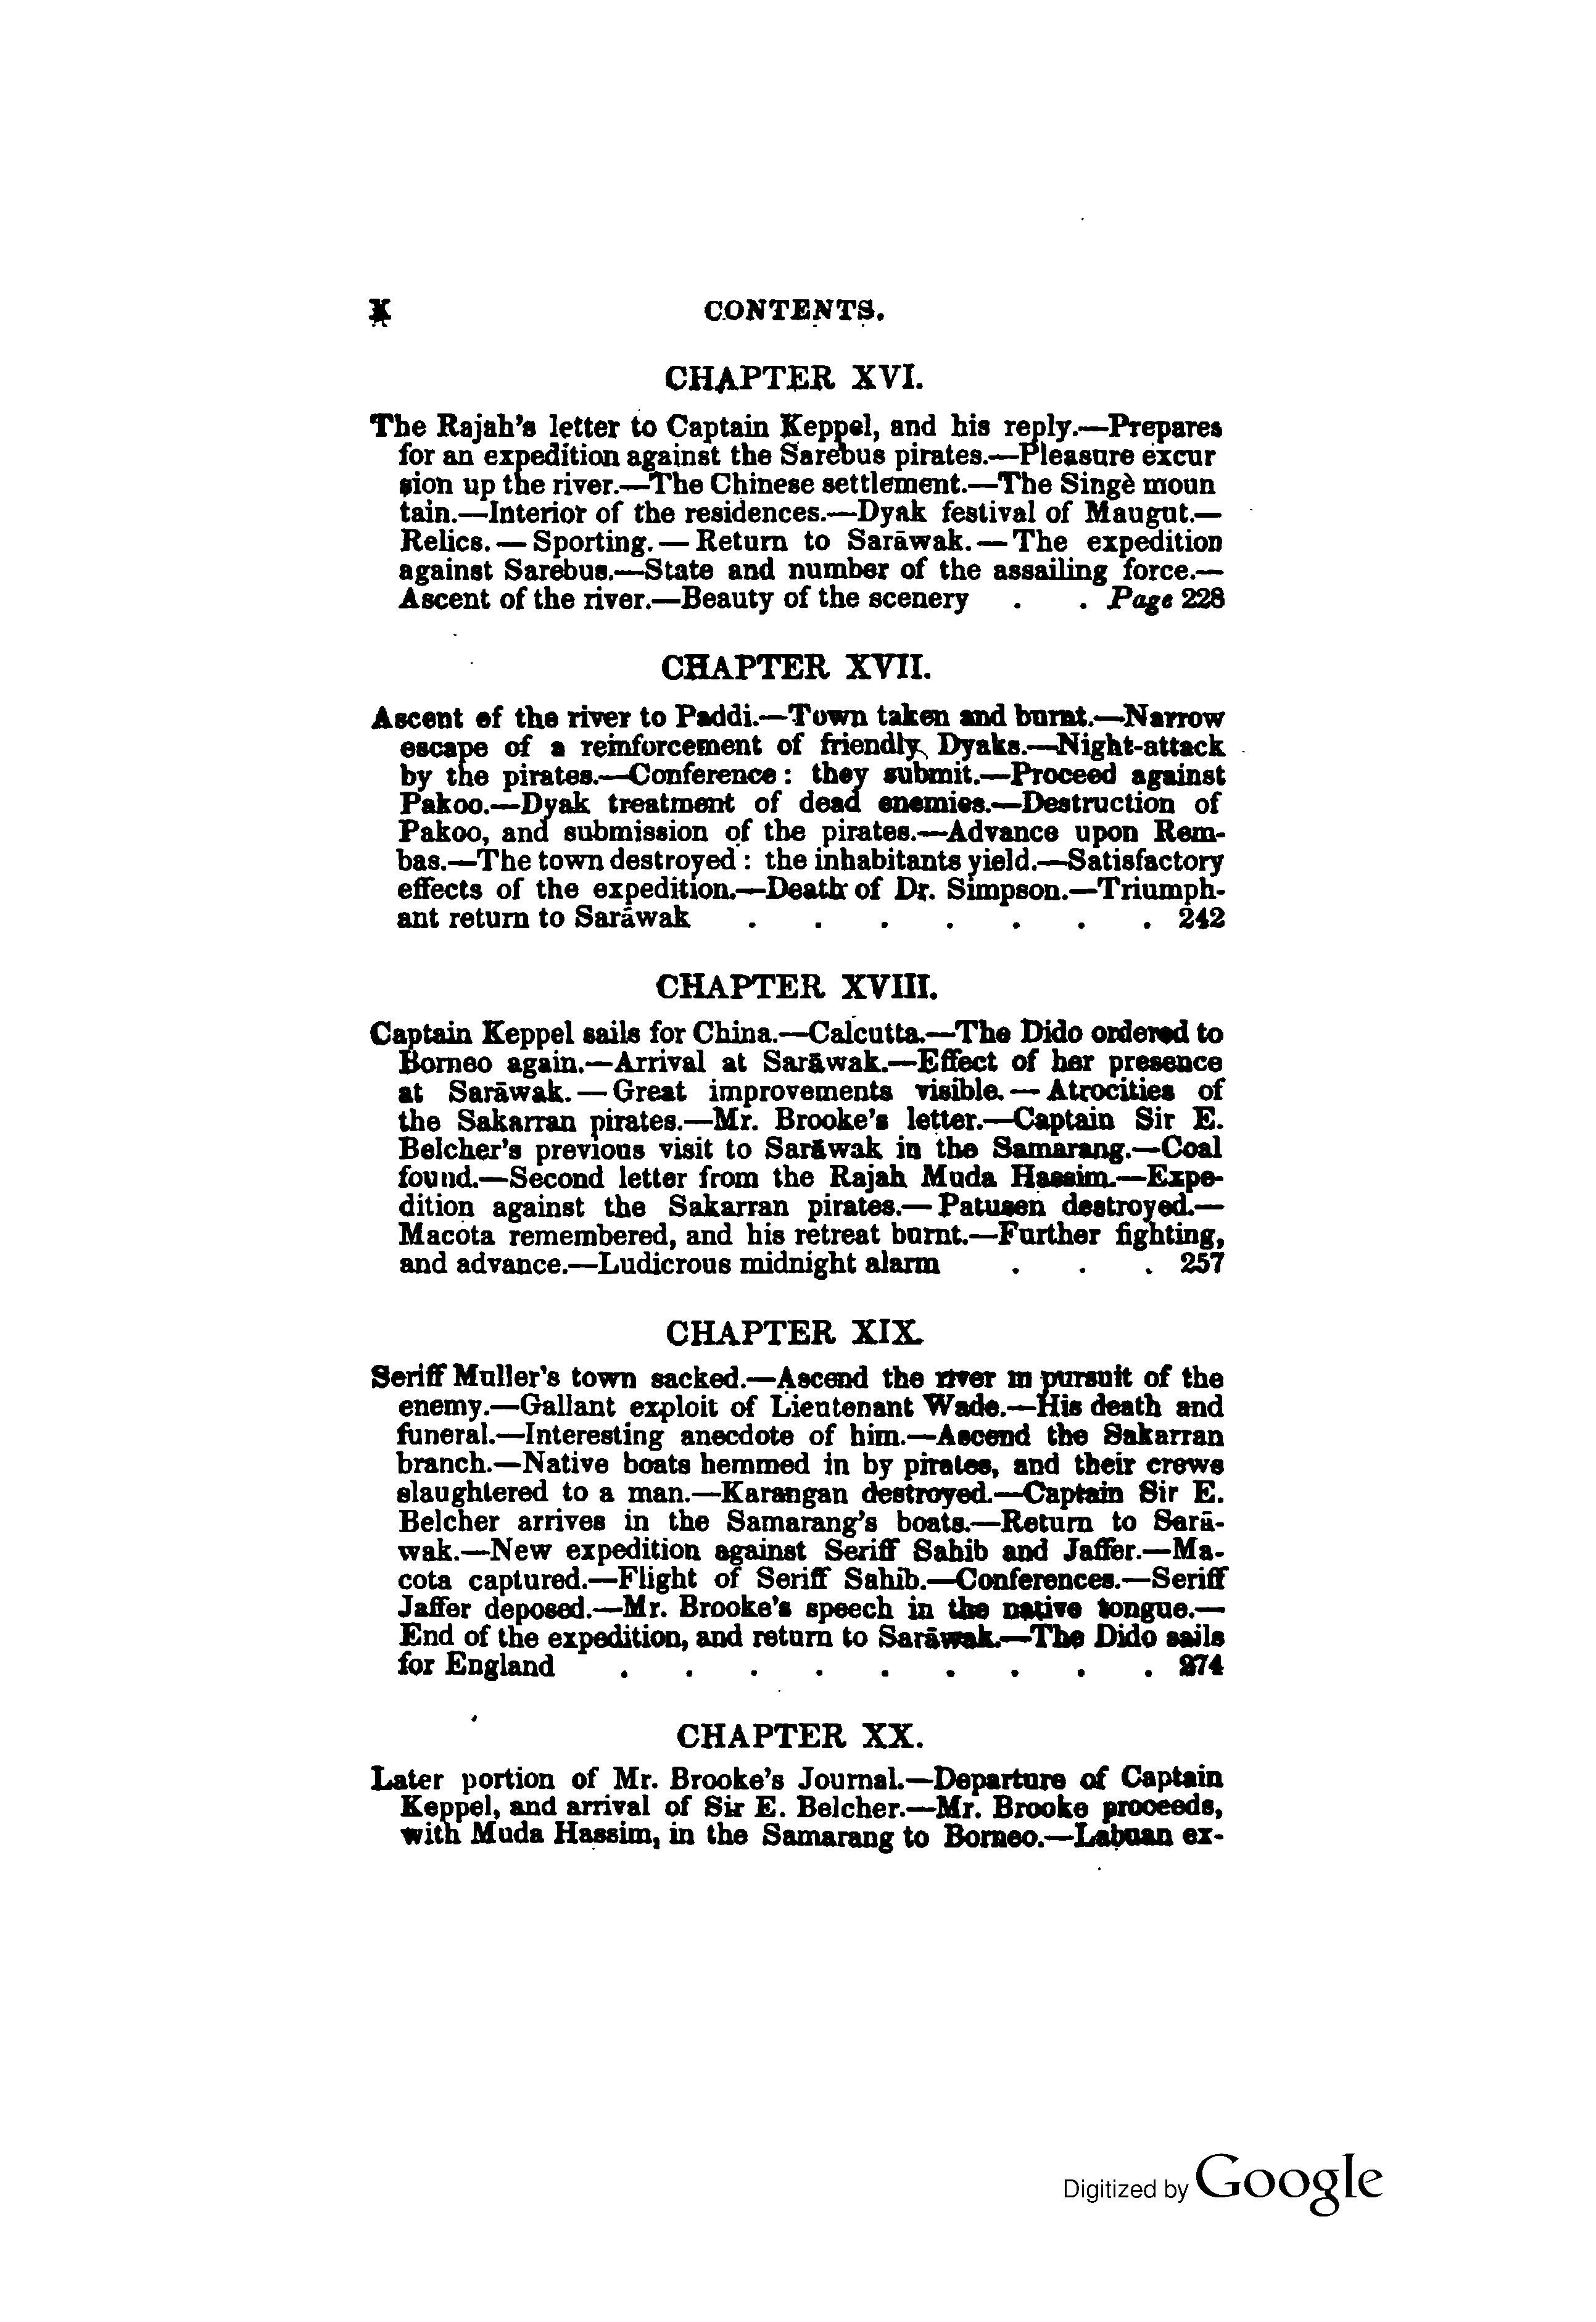 X CONTENTS.
CHAPTER XVI.
The Rajah's letter to Captain Keppel, and his reply.—Prepares
for an expedition against the Sarebus pirates.—Pleasure excur
sion up the river.—The Chinese settlement.—The Singè moun
tain.—Interior of the residences.—Dyak festival of Maugut.—
Relics.—Sporting.—Return to Sarāwak.—The expedition
against Sarebus.—State and number of the assailing force.—
Ascent of the river.—Beauty of the scenery . . Page 228
CHAPTER XVII.
Ascent of the river to Paddi.—Town taken and burnt.—Narrow
escape of a reinforcement of friendly Dyaks.—Night-attack
by the pirates.—Conference: they submit.—Proceed against
Pakoo.—Dyak treatment of dead enemies.—Destruction of
Pakoo, and submission of the pirates.—Advance upon Rem-
bas.—The town destroyed: the inhabitants yield.—Satisfactory
effects of the expedition.—Death of Dr. Simpson.—Triumph-
ant return to Sarāwak . . . . . . . 242
CHAPTER XVIII.
Captain Keppel sails for China.—Calcutta.—The Dido ordered to
Borneo again.—Arrival at Sarāwak.—Effect of her presence
at Sarāwak.—Great improvements visible.—Atrocities of
the Sakarran pirates.—Mr. Brooke's letter.—Captain Sir E.
Belcher's previous visit to Sarāwak in the Samarang.—Coal
found.—Second letter from the Rajah Muda Hassim.—Expe-
dition against the Sakarran pirates.—Patusen destroyed.—
Macota remembered, and his retreat burnt.—Further fighting,
and advance.—Ludicrous midnight alarm . . . 257
CHAPTER XIX.
Seriff Muller's town sacked.—Ascend the river in pursuit of the
enemy.—Gallant exploit of Lieutenant Wade.—His death and
funeral.—Interesting anecdote of him.—Ascend the Sakarran
branch.—Native boats hemmed in by pirates, and their crews
slaughtered to a man.—Karangan destroyed.—Captain Sir E.
Belcher arrives in the Samarang's boats.—Return to Sarā-
wak.—New expedition against Seriff Sahib and Jaffer.—Ma-
cota captured.—Flight of Seriff Sahib.—Conferences.—Seriff
Jaffer deposed.—Mr. Brooke's speech in the native tongue.—
End of the expedition, and return to Sarāwak.—The Dido sails
for England . . . . . . . . . 274
CHAPTER XX.
Later portion of Mr. Brooke's Journal.—Departure of Captain
Keppel, and arrival of Sir E. Belcher.—Mr. Brooke proceeds,
with Muda Hassim, in the Samarang to Borneo.—Labuan ex-
Digitized by Google